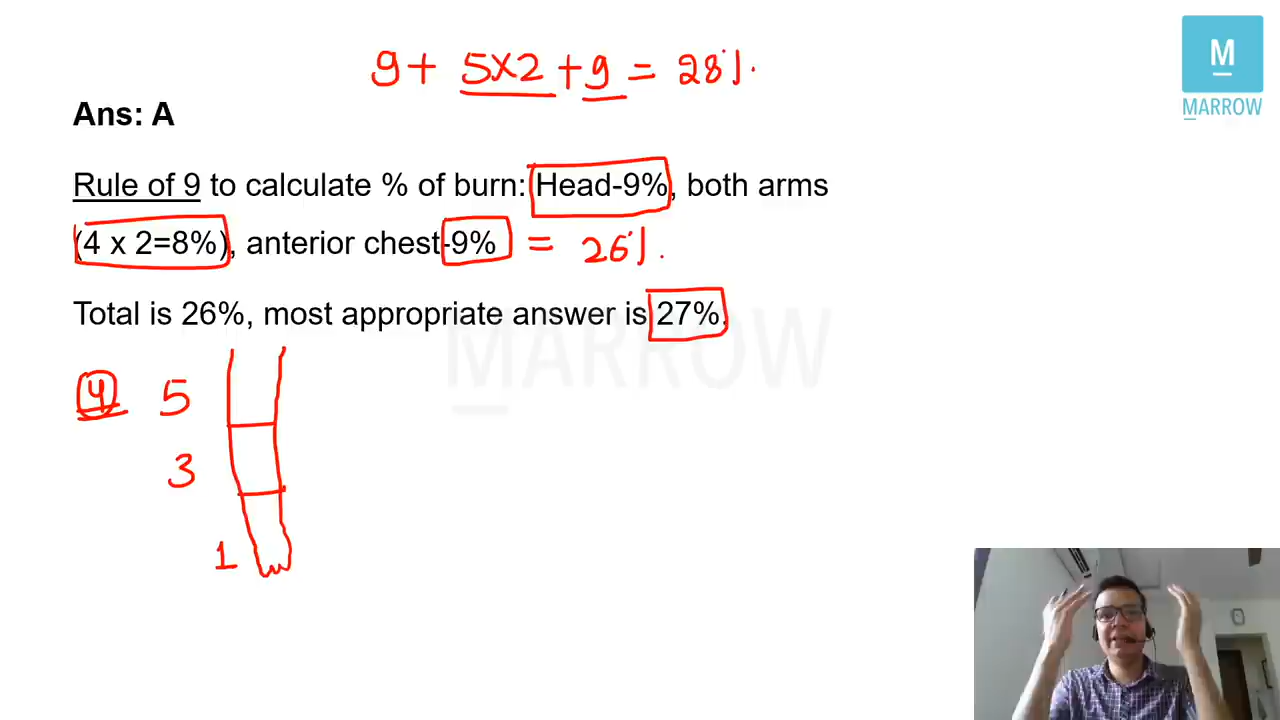 9+ 5x2 +9 = 28%.
M
MARROW
Ans: A
Rule of 9 to calculate % of burn: Head-9%, both arms
(4 x 2=8%), anterior chest-9% = 26%.
Total is 26%, most appropriate answer is 27%.
MARROW
4 5
3
1